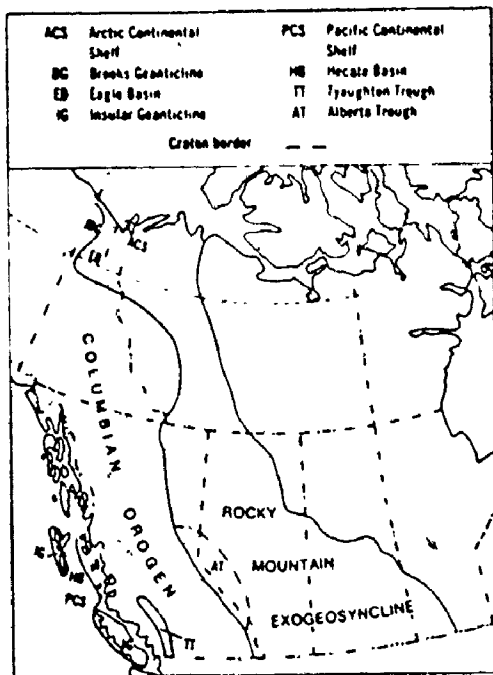 ACS Arctic Continental Shelf
BG Brooks Geanticline
EB Eagle Basin
IG Insular Geanticline
PCS Pacific Continental Shelf
HB Hecate Basin
TT Tyaughton Trough
AT Alberta Trough
Craton border
BG
ACS
EB
COLUMBIAN OROGEN
ROCKY
MOUNTAIN
EXOGEOSYNCLINE
AT
IG
HB
PCS
TT